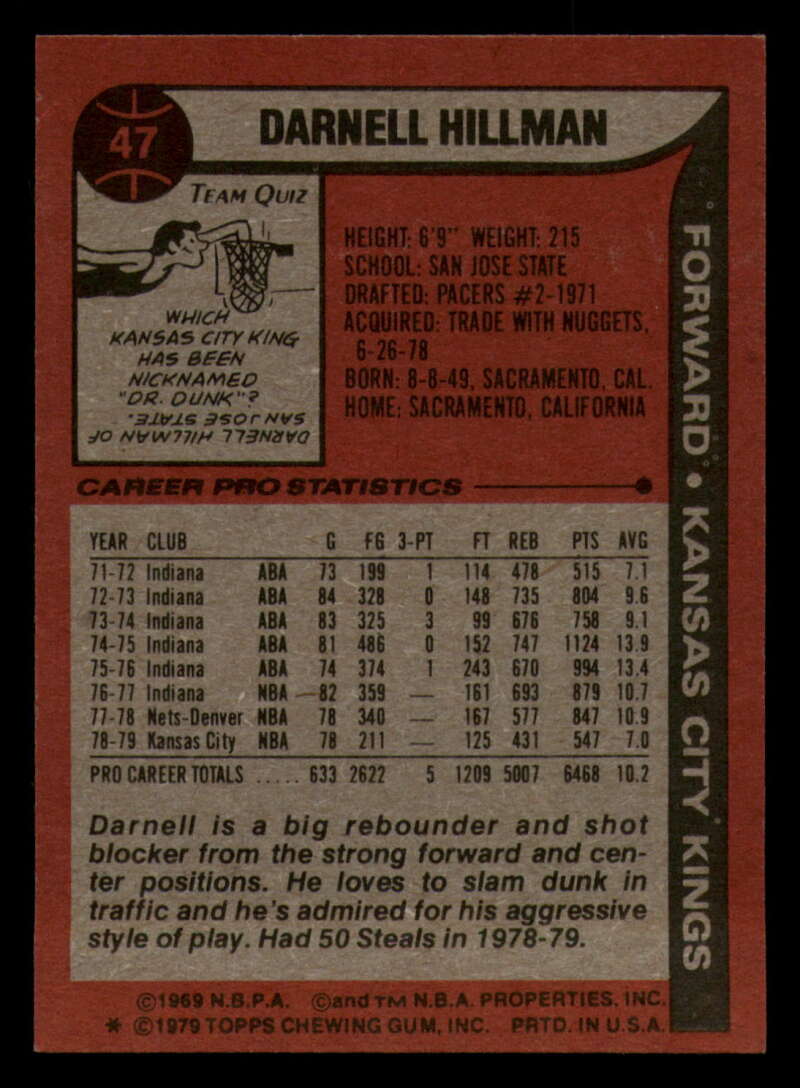 47
DARNELL HILLMAN
TEAM QUIZ
WHICH
KANSAS CITY KING
HAS BEEN
NICKNAMED
"DR. DUNK"?
DARNELL HILLMAN OF
SAN JOSE STATE.
HEIGHT: 6'9" WEIGHT: 215
SCHOOL: SAN JOSE STATE
DRAFTED: PACERS #2-1971
ACQUIRED: TRADE WITH NUGGETS,
6-26-78
BORN: 8-8-49, SACRAMENTO, CAL.
HOME: SACRAMENTO, CALIFORNIA
FORWARD • KANSAS CITY KINGS
CAREER PRO STATISTICS
YEAR CLUB G FG 3-PT FT REB PTS AVG
71-72 Indiana ABA 73 199 1 114 478 515 7.1
72-73 Indiana ABA 84 328 0 148 735 804 9.6
73-74 Indiana ABA 83 325 3 99 676 758 9.1
74-75 Indiana ABA 81 486 0 152 747 1124 13.9
75-76 Indiana ABA 74 374 1 243 670 994 13.4
76-77 Indiana NBA 82 359 — 161 693 879 10.7
77-78 Nets-Denver NBA 78 340 — 167 577 847 10.9
78-79 Kansas City NBA 78 211 — 125 431 547 7.0
PRO CAREER TOTALS ..... 633 2622 5 1209 5007 6468 10.2
Darnell is a big rebounder and shot
blocker from the strong forward and cen-
ter positions. He loves to slam dunk in
traffic and he's admired for his aggressive
style of play. Had 50 Steals in 1978-79.
©1969 N.B.P.A. ©and TM N.B.A. PROPERTIES, INC.
* ©1979 TOPPS CHEWING GUM, INC. PRTD. IN U.S.A.